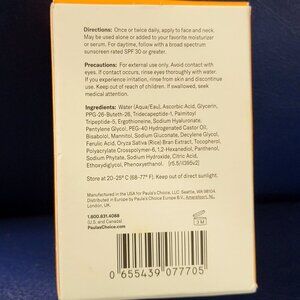 Directions: Once or twice daily, apply to face and neck.
May be used alone or added to your favorite moisturizer
or serum. For daytime, follow with a broad spectrum
sunscreen rated SPF 30 or greater.
Precautions: For external use only. Avoid contact with
eyes. If contact occurs, rinse eyes thoroughly with water.
If you experience irritation, rinse from skin and discontinue
use. Keep out of reach of children. If swallowed, seek
medical attention.
Ingredients: Water (Aqua/Eau), Ascorbic Acid, Glycerin,
PPG-26-Buteth-26, Tridecapeptide-1, Palmitoyl
Tripeptide-5, Ergothioneine, Sodium Hyaluronate,
Pentylene Glycol, PEG-40 Hydrogenated Castor Oil,
Bisabolol, Mannitol, Sodium Gluconate, Decyl Glucoside,
Ferulic Acid, Oryza Sativa (Rice) Bran Extract, Tocopherol,
Polyacrylate Crosspolymer-6, 1,2-Hexanediol, Panthenol,
Sodium Phytate, Sodium Hydroxide, Citric Acid,
Ethoxydiglycol, Phenoxyethanol.
Store at 20-25° C (68-77° F). Keep out of direct sunlight.
Manufactured in the USA for Paula's Choice, LLC, Seattle, WA 98104.
Distributed in Europe by Paula's Choice Europe B.V., Amstelveen, NL.
London, UK.
1.800.831.4088
(U.S. and Canada)
PaulasChoice.com
3 M
0 655439 077705